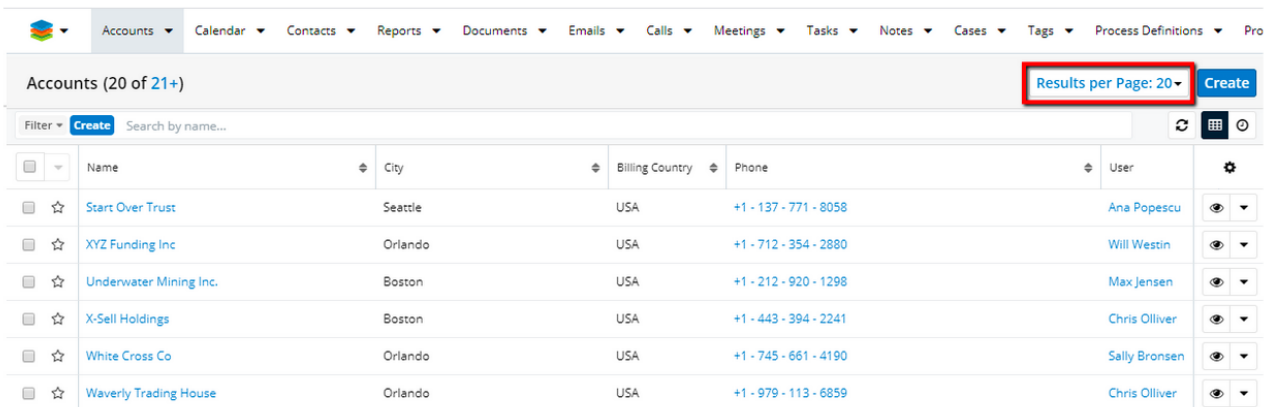 Accounts Calendar Contacts Reports Documents Emails Calls Meetings Tasks Notes Cases Tags Process Definitions Pro
Accounts (20 of 21+) Results per Page: 20 Create
Filter Create Search by name...
Name City Billing Country Phone User
Start Over Trust Seattle USA +1 - 137 - 771 - 8058 Ana Popescu
XYZ Funding Inc Orlando USA +1 - 712 - 354 - 2880 Will Westin
Underwater Mining Inc. Boston USA +1 - 212 - 920 - 1298 Max Jensen
X-Sell Holdings Boston USA +1 - 443 - 394 - 2241 Chris Olliver
White Cross Co Orlando USA +1 - 745 - 661 - 4190 Sally Bronsen
Waverly Trading House Orlando USA +1 - 979 - 113 - 6859 Chris Olliver